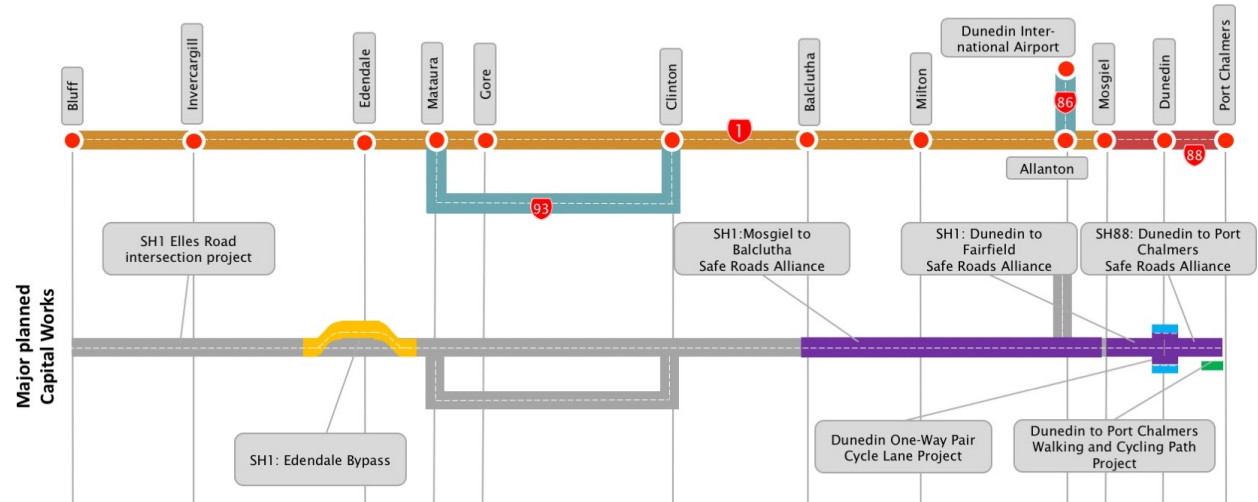 Bluff
Invercargill
Edendale
Mataura
Gore
Clinton
Balclutha
Milton
Dunedin Inter-
national Airport
Mosgiel
Dunedin
Port Chalmers
1
86
88
Allanton
93
SH1 Elles Road
intersection project
SH1:Mosgiel to
Balclutha
Safe Roads Alliance
SH1: Dunedin to
Fairfield
Safe Roads Alliance
SH88: Dunedin to Port
Chalmers
Safe Roads Alliance
Major planned
Capital Works
SH1: Edendale Bypass
Dunedin One-Way Pair
Cycle Lane Project
Dunedin to Port Chalmers
Walking and Cycling Path
Project